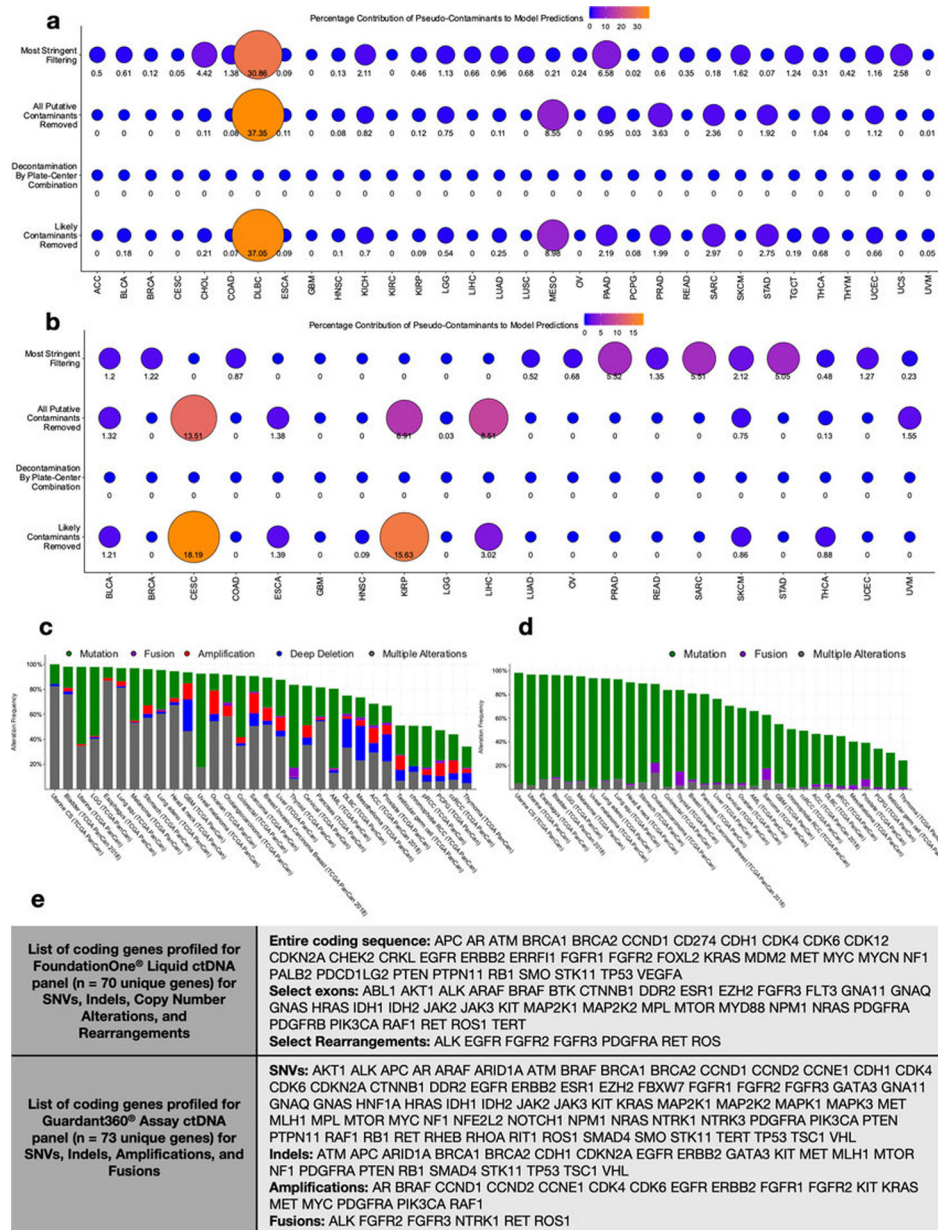 a
Percentage Contribution of Pseudo-Contaminants to Model Predictions
0 10 20 30
Most Stringent
Filtering
0.5 0.61 0.12 0.05 4.42 1.38 30.86 0.09 0 0.13 2.11 0 0.46 1.13 0.66 0.96 0.68 0.21 0.24 6.58 0.02 0.6 0.35 0.18 1.62 0.07 1.24 0.31 0.42 1.16 2.58 0
All Putative
Contaminants
Removed
0 0 0 0 0.11 0.08 37.35 0.11 0 0.08 0.82 0 0.12 0.75 0 0.11 0 8.55 0 0.95 0.03 3.63 0 2.36 0 1.92 0 1.04 0 1.12 0 0.01
Decontamination
By Plate-Center
Combination
0 0 0 0 0 0 0 0 0 0 0 0 0 0 0 0 0 0 0 0 0 0 0 0 0 0 0 0 0 0 0 0
Likely
Contaminants
Removed
0 0.18 0 0 0.21 0.07 37.05 0.09 0 0.1 0.7 0 0.09 0.54 0 0.25 0 8.98 0 2.19 0.08 1.99 0 2.97 0 2.75 0.19 0.68 0 0.66 0 0.05
ACC BLCA BRCA CESC CHOL COAD DLBC ESCA GBM HNSC KICH KIRC KIRP LGG LIHC LUAD LUSC MESO OV PAAD PCPG PRAD READ SARC SKCM STAD TGCT THCA THYM UCEC UCS UVM
b
Percentage Contribution of Pseudo-Contaminants to Model Predictions
0 5 10 15
Most Stringent
Filtering
1.2 1.22 0 0.87 0 0 0 0 0 0 0.52 0.68 5.52 1.35 5.51 2.12 5.05 0.48 1.27 0.23
All Putative
Contaminants
Removed
1.32 0 13.51 0 1.38 0 0 6.91 0.03 8.51 0 0 0 0 0 0.75 0 0.13 0 1.55
Decontamination
By Plate-Center
Combination
0 0 0 0 0 0 0 0 0 0 0 0 0 0 0 0 0 0 0 0
Likely
Contaminants
Removed
1.21 0 18.19 0 1.39 0 0.09 15.63 0 3.02 0 0 0 0 0 0.86 0 0.88 0 0
BLCA BRCA CESC COAD ESCA GBM HNSC KIRP LGG LIHC LUAD OV PRAD READ SARC SKCM STAD THCA UCEC UVM
c
Mutation Fusion Amplification Deep Deletion Multiple Alterations
Alteration Frequency
100%
80%
60%
40%
20%
d
Mutation Fusion Multiple Alterations
Alteration Frequency
100%
80%
60%
40%
20%
e
List of coding genes profiled for
FoundationOne® Liquid ctDNA
panel (n = 70 unique genes) for
SNVs, Indels, Copy Number
Alterations, and
Rearrangements
Entire coding sequence: APC AR ATM BRCA1 BRCA2 CCND1 CD274 CDH1 CDK4 CDK6 CDK12
CDKN2A CHEK2 CRKL EGFR ERBB2 ERRFI1 FGFR1 FGFR2 FOXL2 KRAS MDM2 MET MYC MYCN NF1
PALB2 PDCD1LG2 PTEN PTPN11 RB1 SMO STK11 TP53 VEGFA
Select exons: ABL1 AKT1 ALK ARAF BRAF BTK CTNNB1 DDR2 ESR1 EZH2 FGFR3 FLT3 GNA11 GNAQ
GNAS HRAS IDH1 IDH2 JAK2 JAK3 KIT MAP2K1 MAP2K2 MPL MTOR MYD88 NPM1 NRAS PDGFRA
PDGFRB PIK3CA RAF1 RET ROS1 TERT
Select Rearrangements: ALK EGFR FGFR2 FGFR3 PDGFRA RET ROS
List of coding genes profiled for
Guardant360® Assay ctDNA
panel (n = 73 unique genes) for
SNVs, Indels, Amplifications, and
Fusions
SNVs: AKT1 ALK APC AR ARAF ARID1A ATM BRAF BRCA1 BRCA2 CCND1 CCND2 CCNE1 CDH1 CDK4
CDK6 CDKN2A CTNNB1 DDR2 EGFR ERBB2 ESR1 EZH2 FBXW7 FGFR1 FGFR2 FGFR3 GATA3 GNA11
GNAQ GNAS HNF1A HRAS IDH1 IDH2 JAK2 JAK3 KIT KRAS MAP2K1 MAP2K2 MAPK1 MAPK3 MET
MLH1 MPL MTOR MYC NF1 NFE2L2 NOTCH1 NPM1 NRAS NTRK1 NTRK3 PDGFRA PIK3CA PTEN
PTPN11 RAF1 RB1 RET RHEB RHOA RIT1 ROS1 SMAD4 SMO STK11 TERT TP53 TSC1 VHL
Indels: ATM APC ARID1A BRCA1 BRCA2 CDH1 CDKN2A EGFR ERBB2 GATA3 KIT MET MLH1 MTOR
NF1 PDGFRA PTEN RB1 SMAD4 STK11 TP53 TSC1 VHL
Amplifications: AR BRAF CCND1 CCND2 CCNE1 CDK4 CDK6 EGFR ERBB2 FGFR1 FGFR2 KIT KRAS
MET MYC PDGFRA PIK3CA RAF1
Fusions: ALK FGFR2 FGFR3 NTRK1 RET ROS1